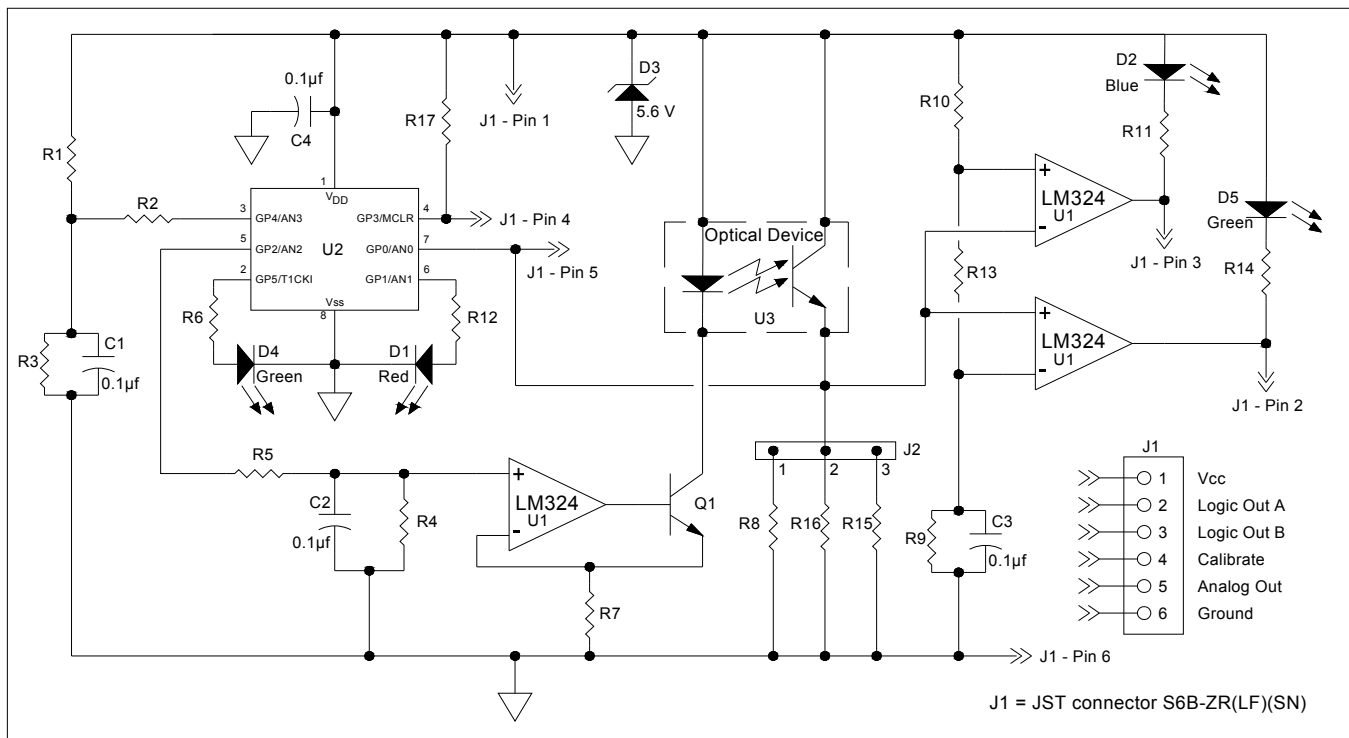 0.1µf
C4
D3
5.6 V
R17
J1 - Pin 1
R10
D2
Blue
R11
R1
R2
1
VDD
3 GP4/AN3
GP3/MCLR 4
J1 - Pin 4
5 GP2/AN2
U2
GP0/AN0 7
J1 - Pin 5
2 GP5/T1CKI
GP1/AN1 6
Vss
8
R6
R12
D4
Green
D1
Red
Optical Device
U3
+
LM324
U1
-
J1 - Pin 3
D5
Green
R14
R13
+
LM324
U1
-
J1 - Pin 2
R3
C1
0.1µf
R5
C2
0.1µf
R4
+
LM324
U1
-
Q1
R7
J2
1 2 3
R8
R16
R15
R9
C3
0.1µf
J1 - Pin 6
J1
1 Vcc
2 Logic Out A
3 Logic Out B
4 Calibrate
5 Analog Out
6 Ground
J1 = JST connector S6B-ZR(LF)(SN)